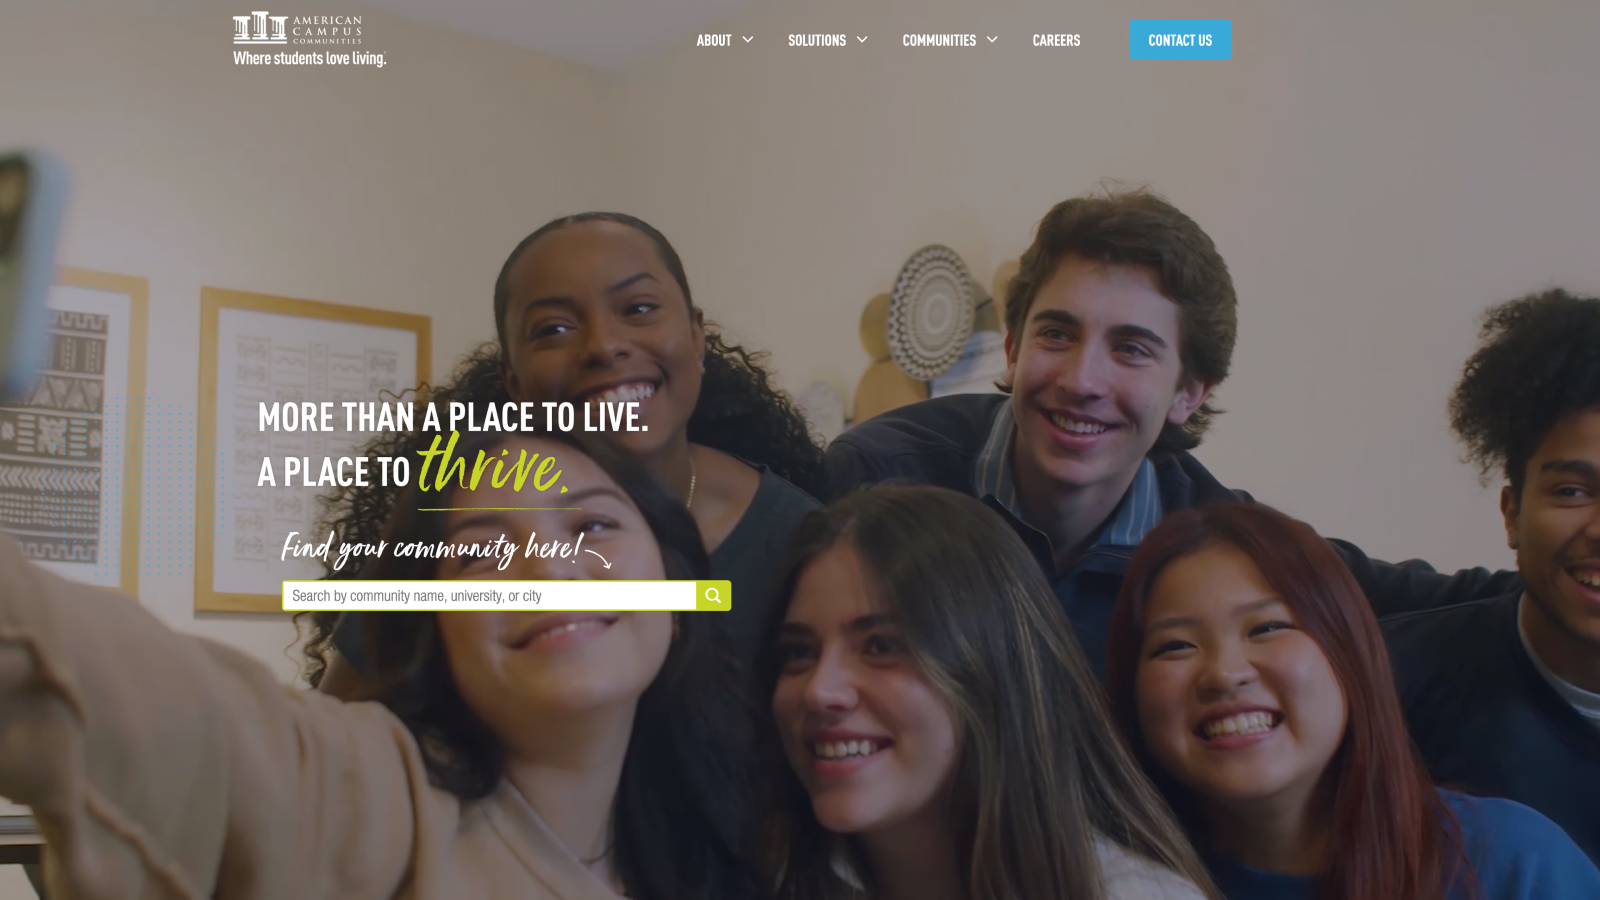 AMERICAN
CAMPUS
COMMUNITIES
Where students love living.
ABOUT
SOLUTIONS
COMMUNITIES
CAREERS
CONTACT US
MORE THAN A PLACE TO LIVE.
A PLACE TO thrive.
Find your community here!
Search by community name, university, or city